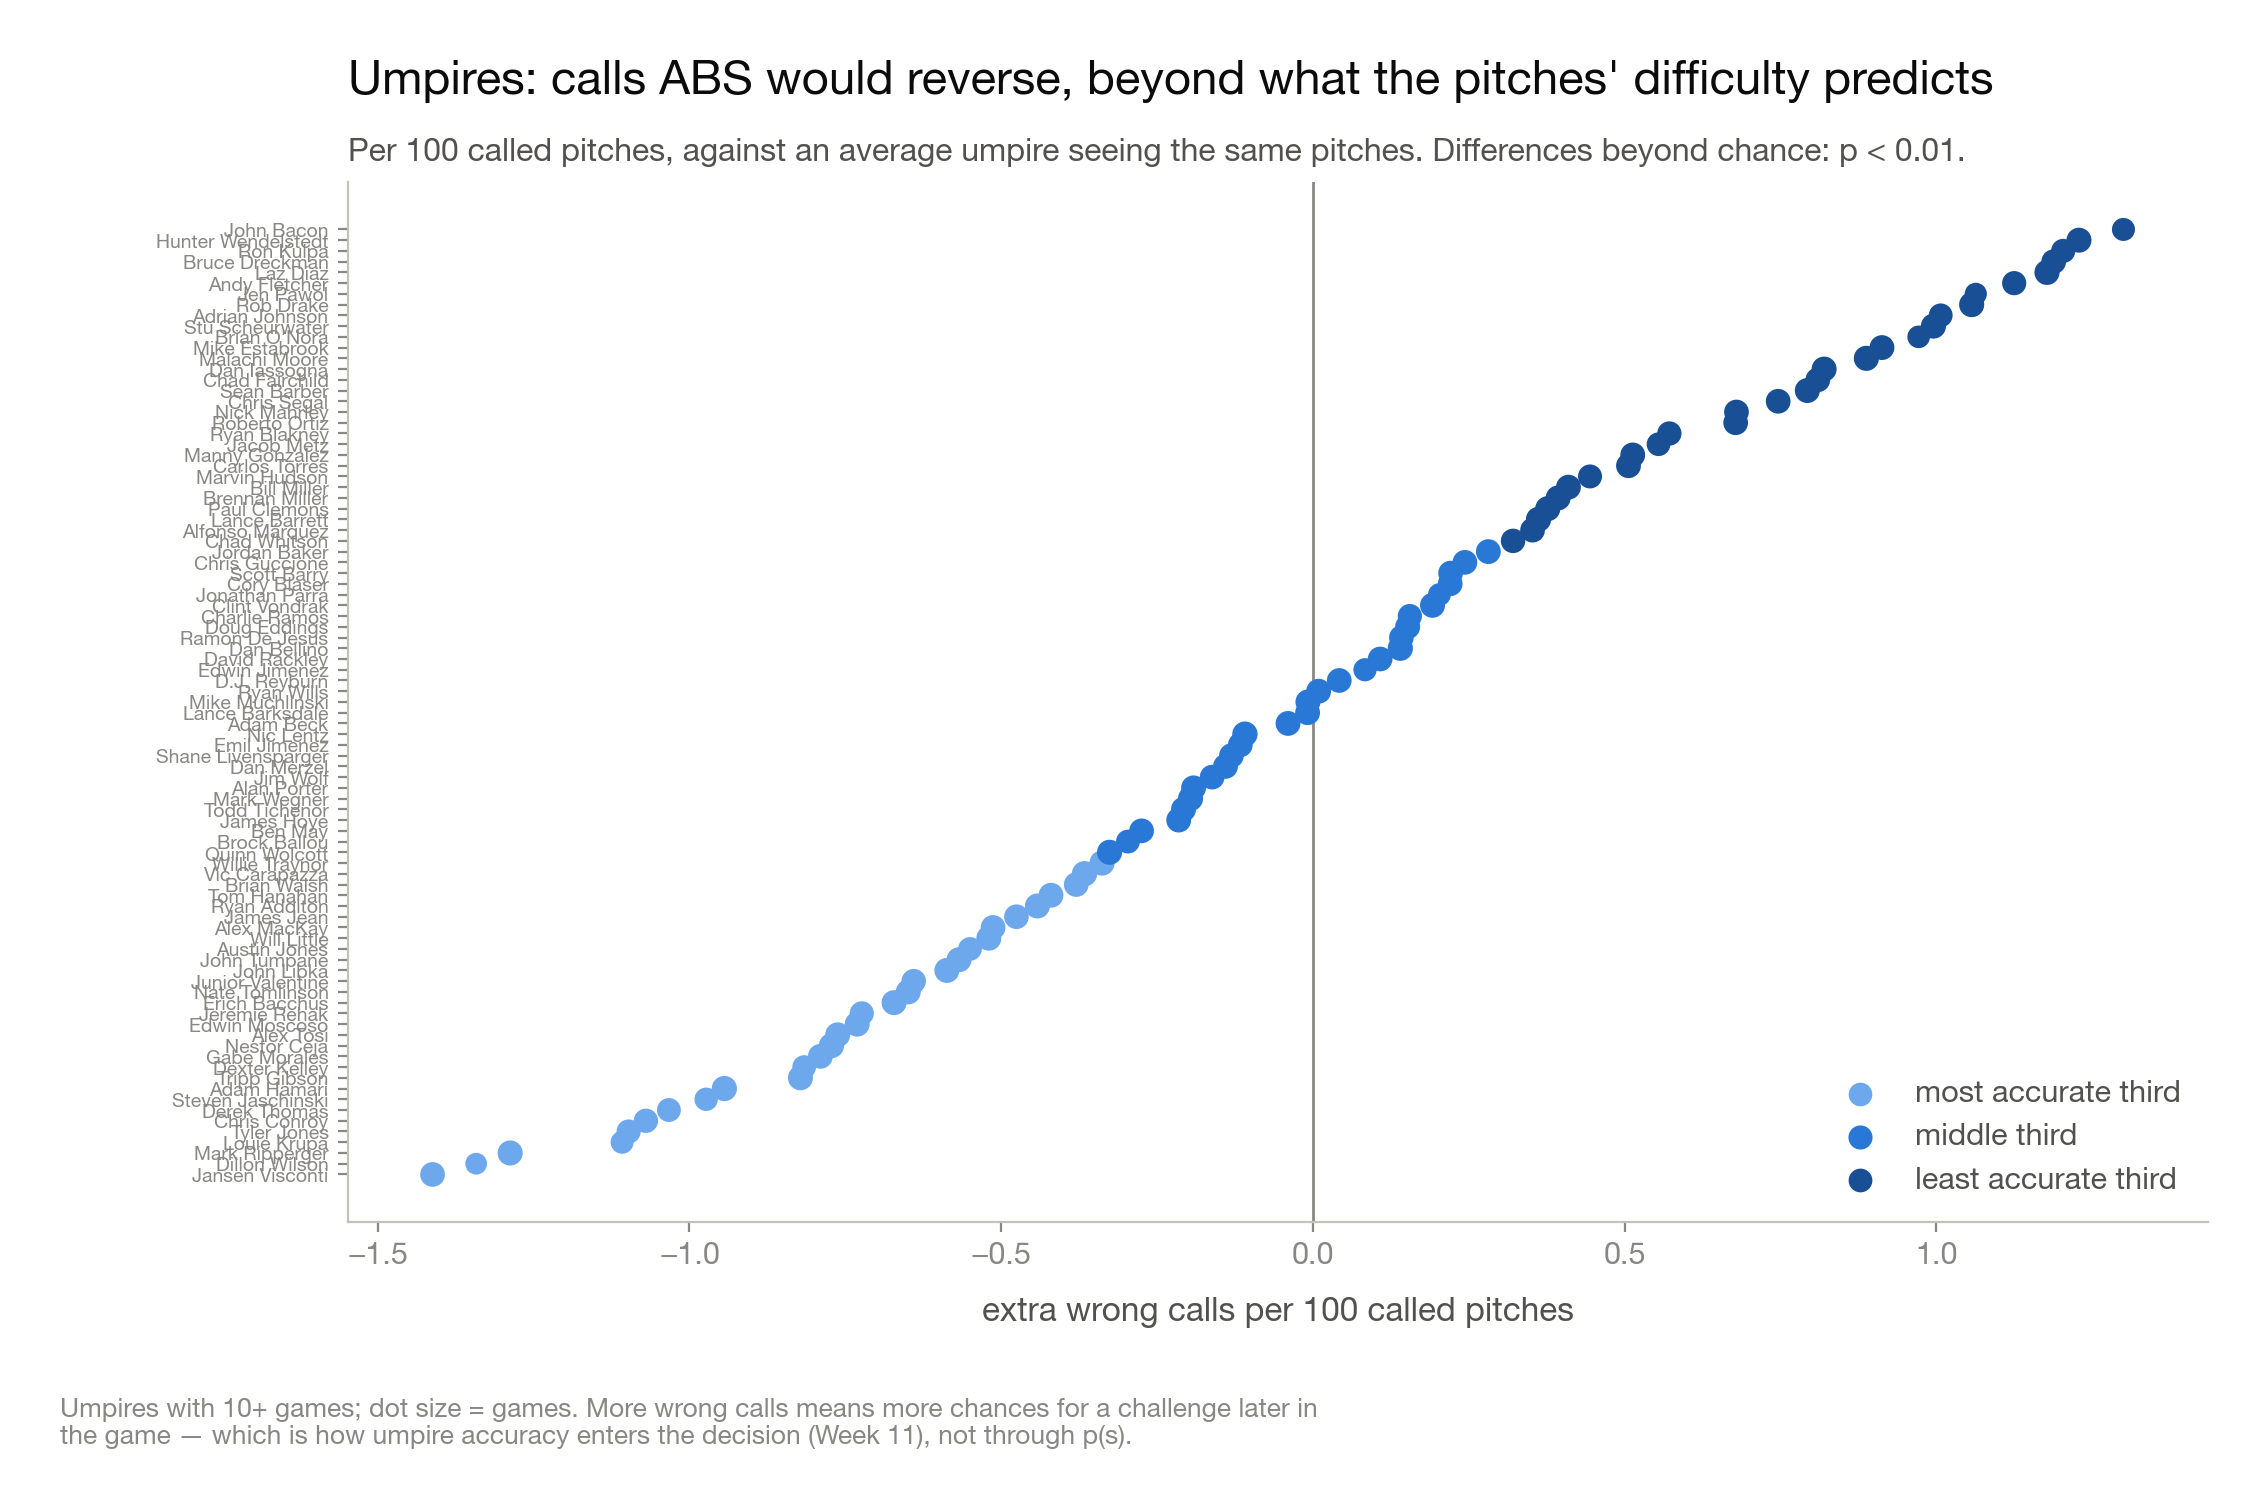 Umpires: calls ABS would reverse, beyond what the pitches' difficulty predicts
Per 100 called pitches, against an average umpire seeing the same pitches. Differences beyond chance: p < 0.01.
John Bacon
Hunter Wendelstedt
Ron Kulpa
Bruce Dreckman
Laz Diaz
Andy Fletcher
Jen Pawol
Rob Drake
Adrian Johnson
Stu Scheurwater
Brian O'Nora
Mike Estabrook
Malachi Moore
Dan Iassogna
Chad Fairchild
Sean Barber
Chris Segal
Nick Mahrley
Roberto Ortiz
Ryan Blakney
Jacob Metz
Manny Gonzalez
Carlos Torres
Marvin Hudson
Bill Miller
Brennan Miller
Paul Clemons
Lance Barrett
Alfonso Márquez
Chad Whitson
Jordan Baker
Chris Guccione
Scott Barry
Cory Blaser
Jonathan Parra
Clint Vondrak
Charlie Ramos
Doug Eddings
Ramon De Jesus
Dan Bellino
David Rackley
Edwin Jimenez
D.J. Reyburn
Ryan Wills
Mike Muchlinski
Lance Barksdale
Adam Beck
Nic Lentz
Emil Jimenez
Shane Livensparger
Dan Merzel
Jim Wolf
Alan Porter
Mark Wegner
Todd Tichenor
James Hoye
Ben May
Brock Ballou
Quinn Wolcott
Willie Traynor
Vic Carapazza
Brian Walsh
Tom Hanahan
Ryan Additon
James Jean
Alex MacKay
Will Little
Austin Jones
John Tumpane
John Libka
Junior Valentine
Nate Tomlinson
Erich Bacchus
Jeremie Rehak
Edwin Moscoso
Alex Tosi
Nestor Ceja
Gabe Morales
Dexter Kelley
Tripp Gibson
Adam Hamari
Steven Jaschinski
Derek Thomas
Chris Conroy
Tyler Jones
Louie Krupa
Mark Ripperger
Dillon Wilson
Jansen Visconti
most accurate third
middle third
least accurate third
−1.5 −1.0 −0.5 0.0 0.5 1.0
extra wrong calls per 100 called pitches
Umpires with 10+ games; dot size = games. More wrong calls means more chances for a challenge later in
the game — which is how umpire accuracy enters the decision (Week 11), not through p(s).